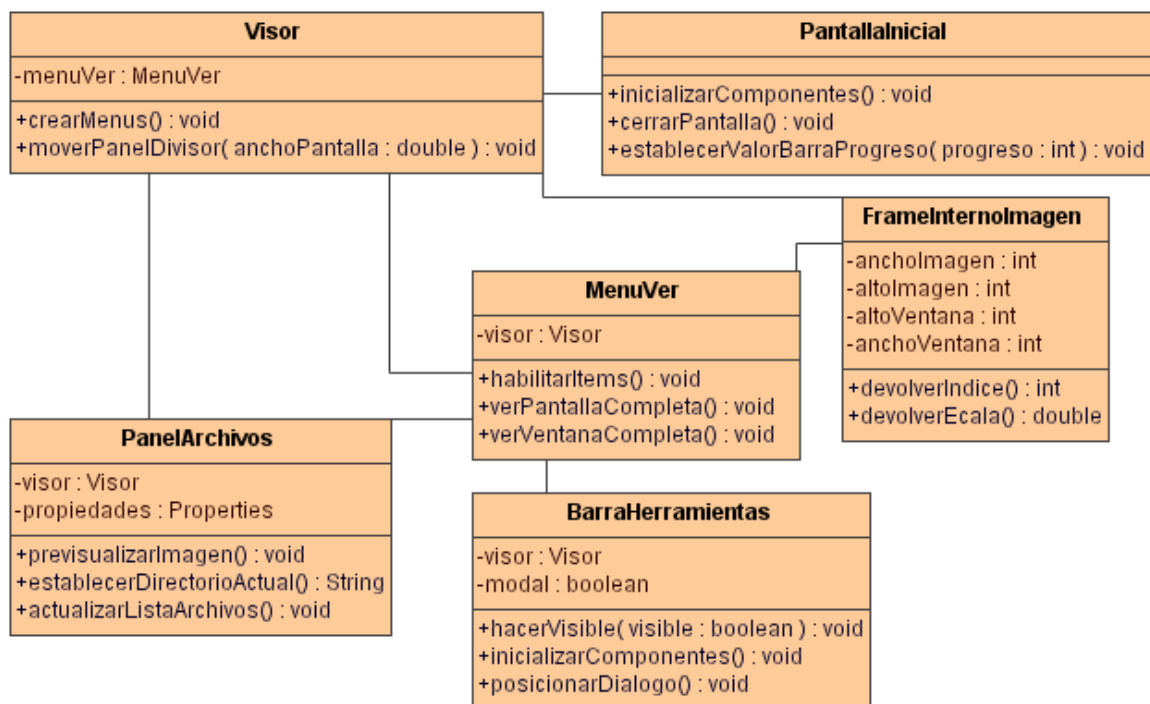 Visor
-menuVer : MenuVer
+crearMenus() : void
+moverPanelDivisor( anchoPantalla : double ) : void
PantallaInicial
+inicializarComponentes() : void
+cerrarPantalla() : void
+establecerValorBarraProgreso( progreso : int ) : void
FrameInternoImagen
-anchoImagen : int
-altoImagen : int
-altoVentana : int
-anchoVentana : int
+devolverIndice() : int
+devolverEcala() : double
MenuVer
-visor : Visor
+habilitarItems() : void
+verPantallaCompleta() : void
+verVentanaCompleta() : void
PanelArchivos
-visor : Visor
-propiedades : Properties
+previsualizarImagen() : void
+establecerDirectorioActual() : String
+actualizarListaArchivos() : void
BarraHerramientas
-visor : Visor
-modal : boolean
+hacerVisible( visible : boolean ) : void
+inicializarComponentes() : void
+posicionarDialogo() : void